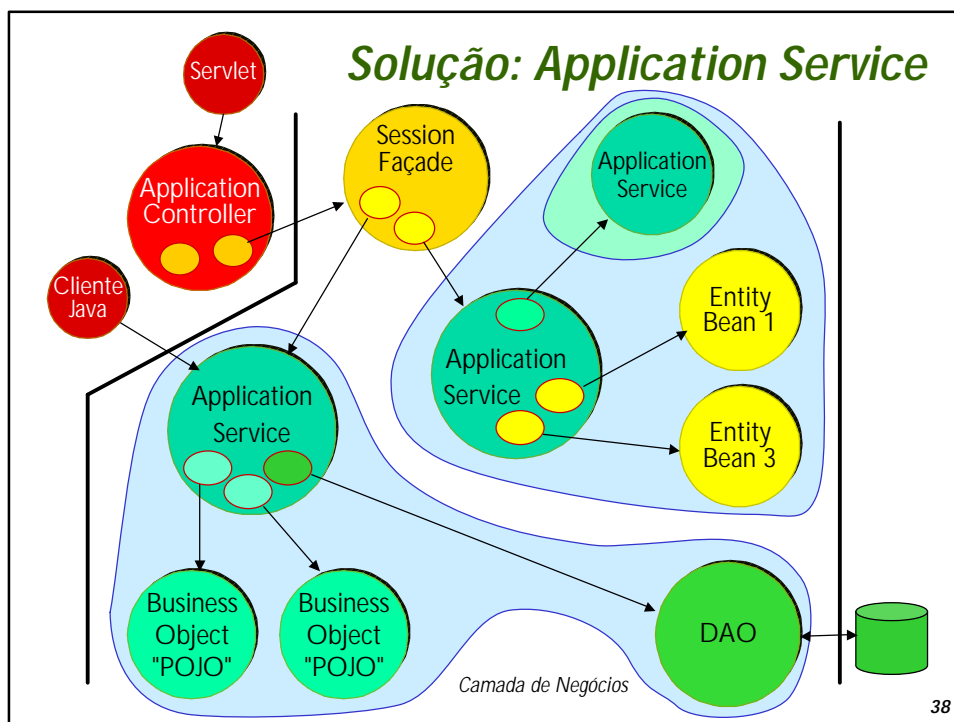 Solução: Application Service
Servlet
Application
Controller
Cliente
Java
Session
Façade
Application
Service
Application
Service
Entity
Bean 1
Entity
Bean 3
Application
Service
Business
Object
"POJO"
Business
Object
"POJO"
DAO
Camada de Negócios
38